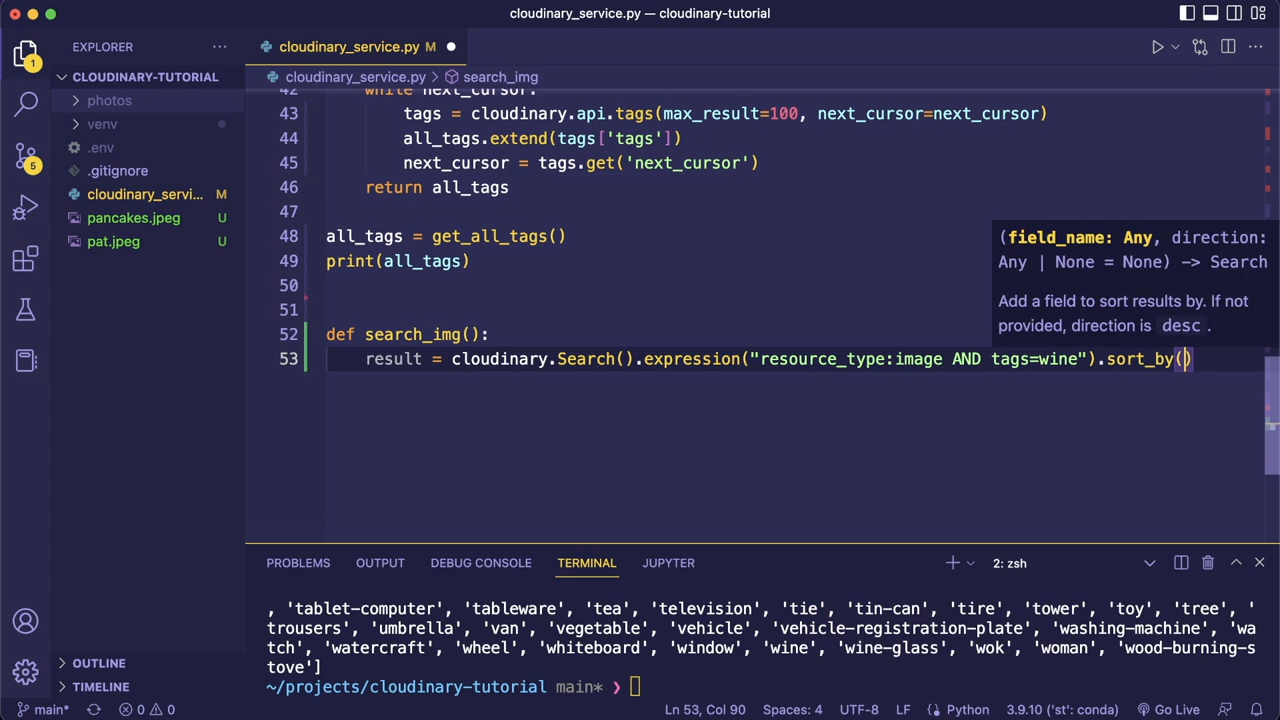 cloudinary_service.py — cloudinary-tutorial
EXPLORER
cloudinary_service.py M
CLOUDINARY-TUTORIAL
cloudinary_service.py > search_img
photos
venv
.env
.gitignore
cloudinary_servi... M
pancakes.jpeg U
pat.jpeg U
1
5
42 while next_cursor:
43 tags = cloudinary.api.tags(max_result=100, next_cursor=next_cursor)
44 all_tags.extend(tags['tags'])
45 next_cursor = tags.get('next_cursor')
46 return all_tags
47
48 all_tags = get_all_tags()
49 print(all_tags)
50
51
52 def search_img():
53 result = cloudinary.Search().expression("resource_type:image AND tags=wine").sort_by()
(field_name: Any, direction:
Any | None = None) -> Search
Add a field to sort results by. If not
provided, direction is desc .
PROBLEMS OUTPUT DEBUG CONSOLE TERMINAL JUPYTER 2: zsh
, 'tablet-computer', 'tableware', 'tea', 'television', 'tie', 'tin-can', 'tire', 'tower', 'toy', 'tree', '
trousers', 'umbrella', 'van', 'vegetable', 'vehicle', 'vehicle-registration-plate', 'washing-machine', 'wa
tch', 'watercraft', 'wheel', 'whiteboard', 'window', 'wine', 'wine-glass', 'wok', 'woman', 'wood-burning-s
tove']
~/projects/cloudinary-tutorial main* ❯
OUTLINE
TIMELINE
main* 0 0 Ln 53, Col 90 Spaces: 4 UTF-8 LF Python 3.9.10 ('st': conda) Go Live